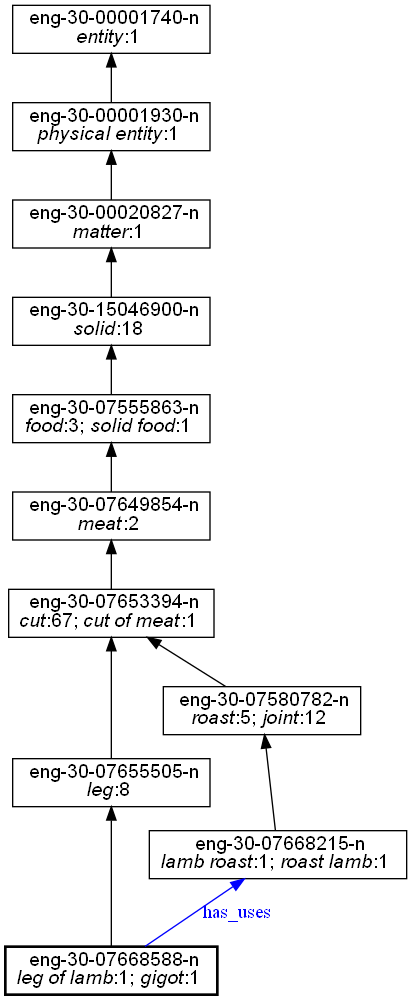 eng-30-00001740-n
entity:1
eng-30-00001930-n
physical entity:1
eng-30-00020827-n
matter:1
eng-30-15046900-n
solid:18
eng-30-07555863-n
food:3; solid food:1
eng-30-07649854-n
meat:2
eng-30-07653394-n
cut:67; cut of meat:1
eng-30-07580782-n
roast:5; joint:12
eng-30-07655505-n
leg:8
eng-30-07668215-n
lamb roast:1; roast lamb:1
has_uses
eng-30-07668588-n
leg of lamb:1; gigot:1